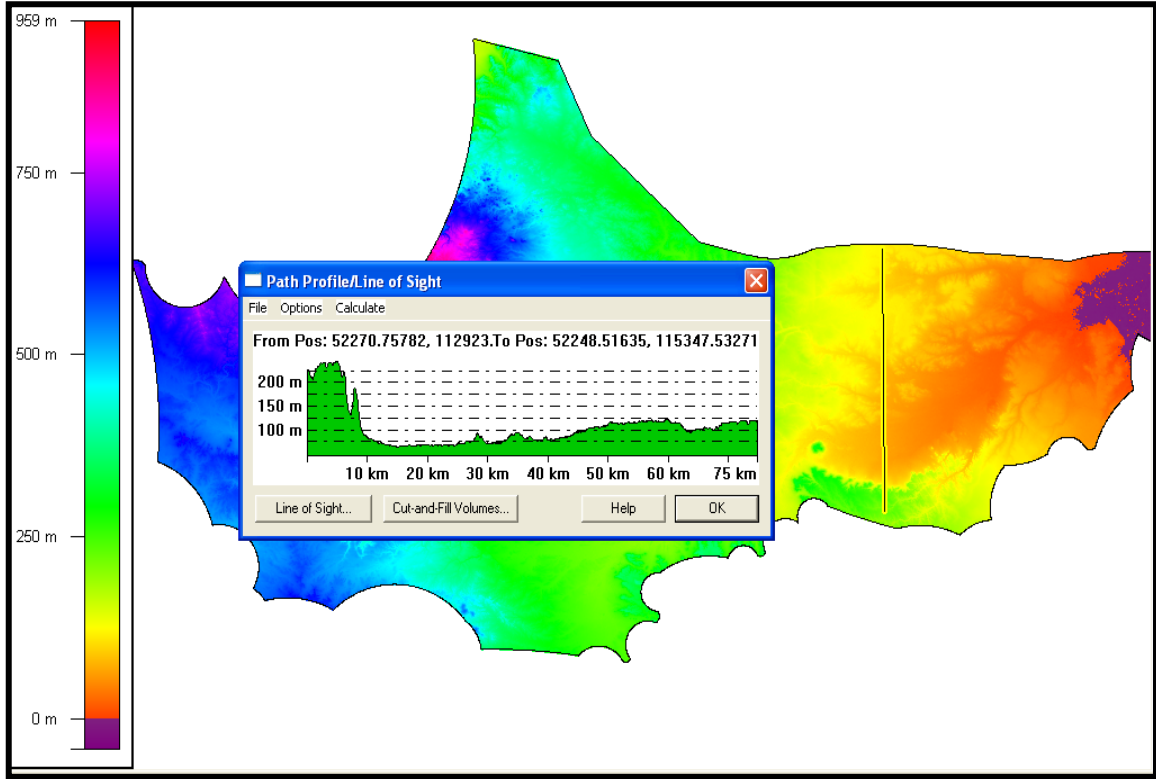 959 m
750 m
500 m
250 m
0 m
Path Profile/Line of Sight
File Options Calculate
From Pos: 52270.75782, 112923.To Pos: 52248.51635, 115347.53271
200 m
150 m
100 m
10 km 20 km 30 km 40 km 50 km 60 km 75 km
Line of Sight... Cut-and-Fill Volumes... Help OK